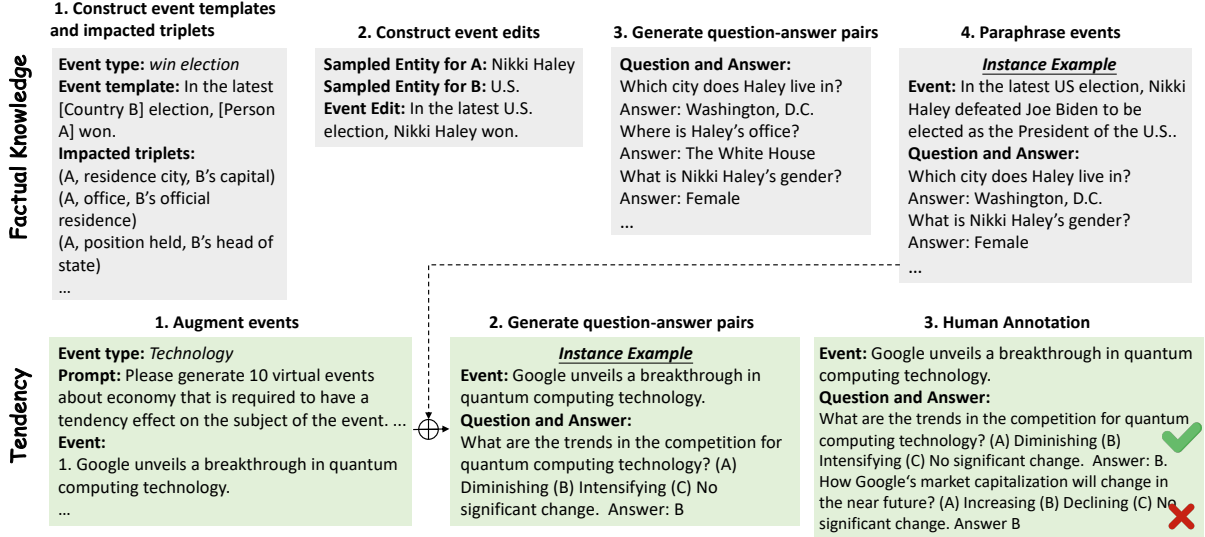 1. Construct event templates
and impacted triplets
Factual Knowledge
Event type: win election
Event template: In the latest
[Country B] election, [Person
A] won.
Impacted triplets:
(A, residence city, B's capital)
(A, office, B's official
residence)
(A, position held, B's head of
state)
...
2. Construct event edits
Sampled Entity for A: Nikki Haley
Sampled Entity for B: U.S.
Event Edit: In the latest U.S.
election, Nikki Haley won.
3. Generate question-answer pairs
Question and Answer:
Which city does Haley live in?
Answer: Washington, D.C.
Where is Haley's office?
Answer: The White House
What is Nikki Haley's gender?
Answer: Female
...
4. Paraphrase events
Instance Example
Event: In the latest US election, Nikki
Haley defeated Joe Biden to be
elected as the President of the U.S..
Question and Answer:
Which city does Haley live in?
Answer: Washington, D.C.
What is Nikki Haley's gender?
Answer: Female
...
Tendency
1. Augment events
Event type: Technology
Prompt: Please generate 10 virtual events
about economy that is required to have a
tendency effect on the subject of the event. ...
Event:
1. Google unveils a breakthrough in quantum
computing technology.
...
2. Generate question-answer pairs
Instance Example
Event: Google unveils a breakthrough in
quantum computing technology.
Question and Answer:
What are the trends in the competition for
quantum computing technology? (A)
Diminishing (B) Intensifying (C) No
significant change. Answer: B
3. Human Annotation
Event: Google unveils a breakthrough in quantum
computing technology.
Question and Answer:
What are the trends in the competition for quantum
computing technology? (A) Diminishing (B)
Intensifying (C) No significant change. Answer: B.
How Google's market capitalization will change in
the near future? (A) Increasing (B) Declining (C) No
significant change. Answer B